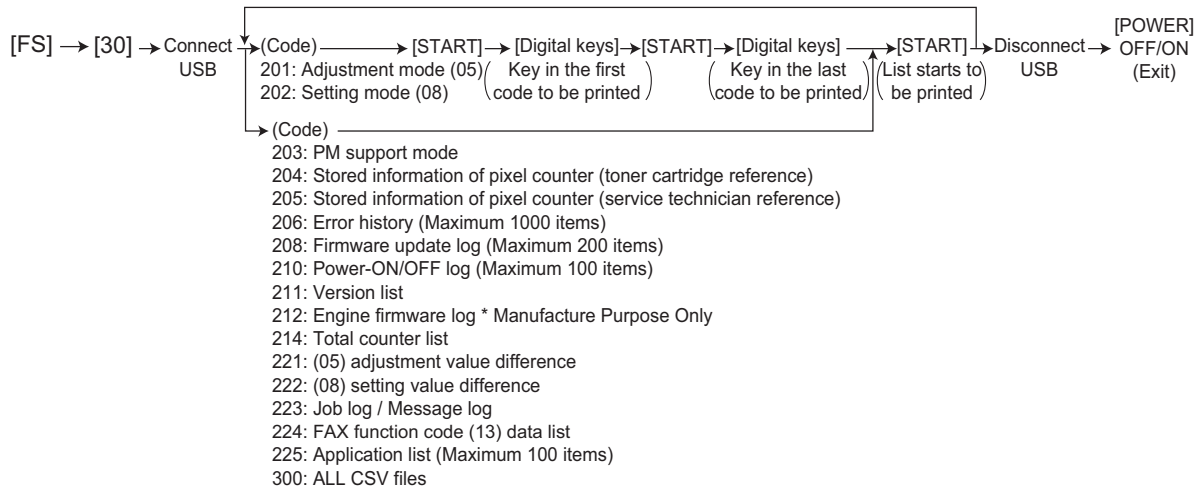 [FS] → [30] → Connect USB → (Code) → [START] → [Digital keys] → [START] → [Digital keys] → [START] → Disconnect USB → [POWER] OFF/ON (Exit)
201: Adjustment mode (05)
202: Setting mode (08)
(Key in the first code to be printed)
(Key in the last code to be printed)
(List starts to be printed)
(Code)
203: PM support mode
204: Stored information of pixel counter (toner cartridge reference)
205: Stored information of pixel counter (service technician reference)
206: Error history (Maximum 1000 items)
208: Firmware update log (Maximum 200 items)
210: Power-ON/OFF log (Maximum 100 items)
211: Version list
212: Engine firmware log * Manufacture Purpose Only
214: Total counter list
221: (05) adjustment value difference
222: (08) setting value difference
223: Job log / Message log
224: FAX function code (13) data list
225: Application list (Maximum 100 items)
300: ALL CSV files